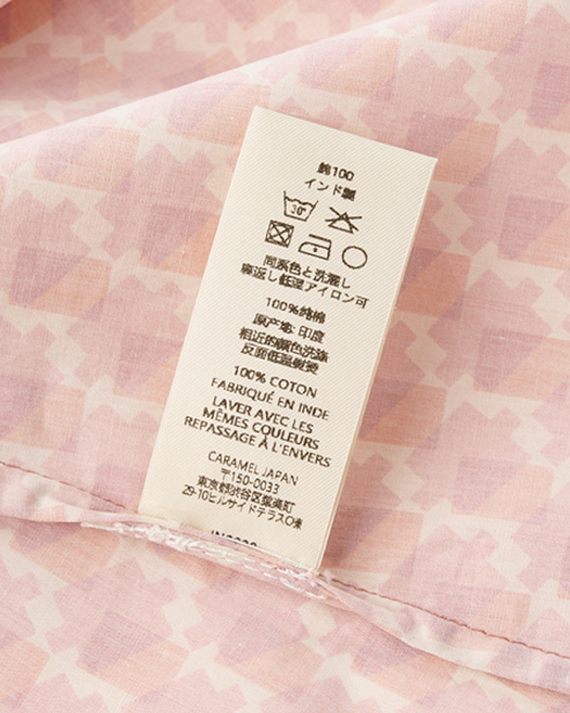 綿100
インド製
30°
同系色と洗濯し
裏返し低温アイロン可
100%純棉
原产地: 印度
相近的顔色洗滌
反面低温熨燙
100% COTON
FABRIQUÉ EN INDE
LAVER AVEC LES
MÊMES COULEURS
REPASSAGE À L'ENVERS
CARAMEL JAPAN
〒150-0033
東京都渋谷区猿楽町
29-10ヒルサイドテラスC棟